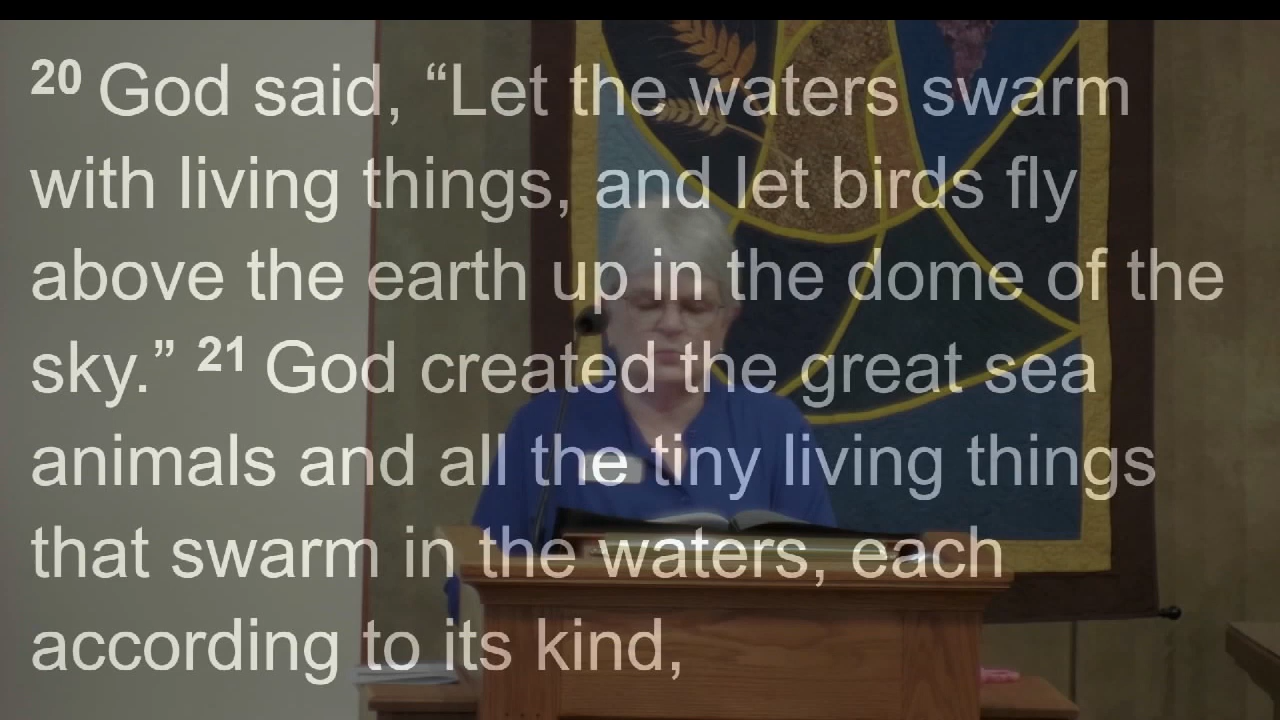 20 God said, “Let the waters swarm
with living things, and let birds fly
above the earth up in the dome of the
sky.” 21 God created the great sea
animals and all the tiny living things
that swarm in the waters, each
according to its kind,